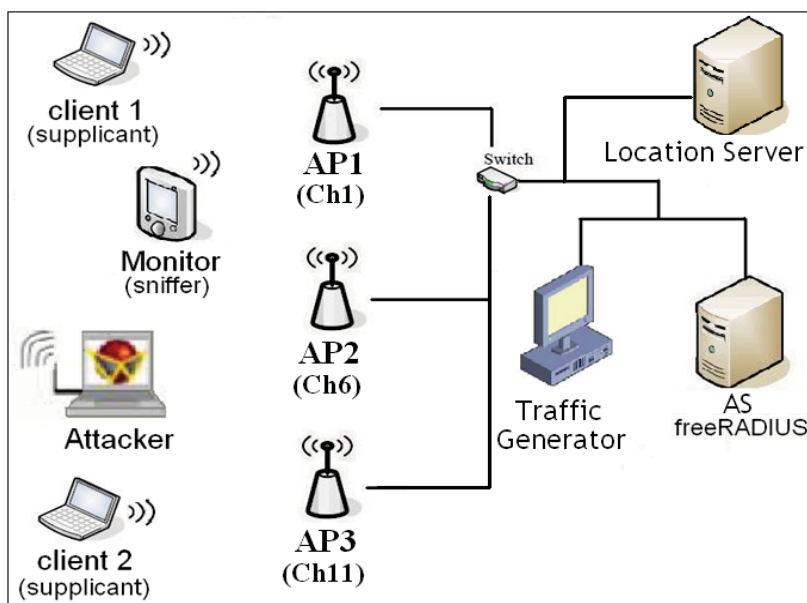 client 1
(supplicant)
Monitor
(sniffer)
Attacker
client 2
(supplicant)
AP1
(Ch1)
AP2
(Ch6)
AP3
(Ch11)
Switch
Location Server
Traffic
Generator
AS
freeRADIUS